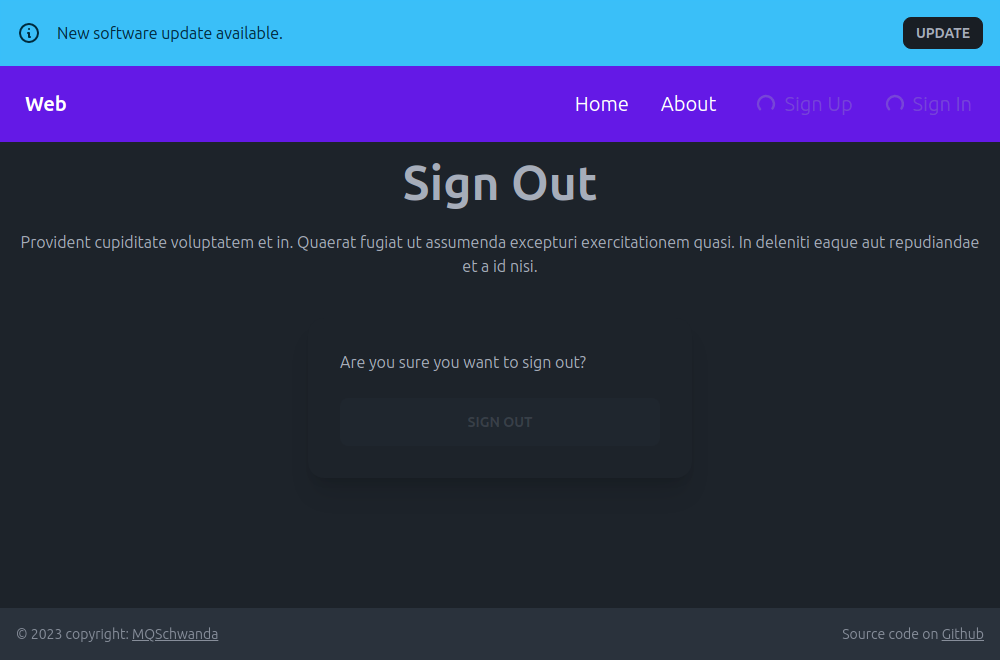 New software update available.
UPDATE
Web
Home
About
Sign Up
Sign In
Sign Out
Provident cupiditate voluptatem et in. Quaerat fugiat ut assumenda excepturi exercitationem quasi. In deleniti eaque aut repudiandae
et a id nisi.
Are you sure you want to sign out?
SIGN OUT
© 2023 copyright: MQSchwanda
Source code on Github